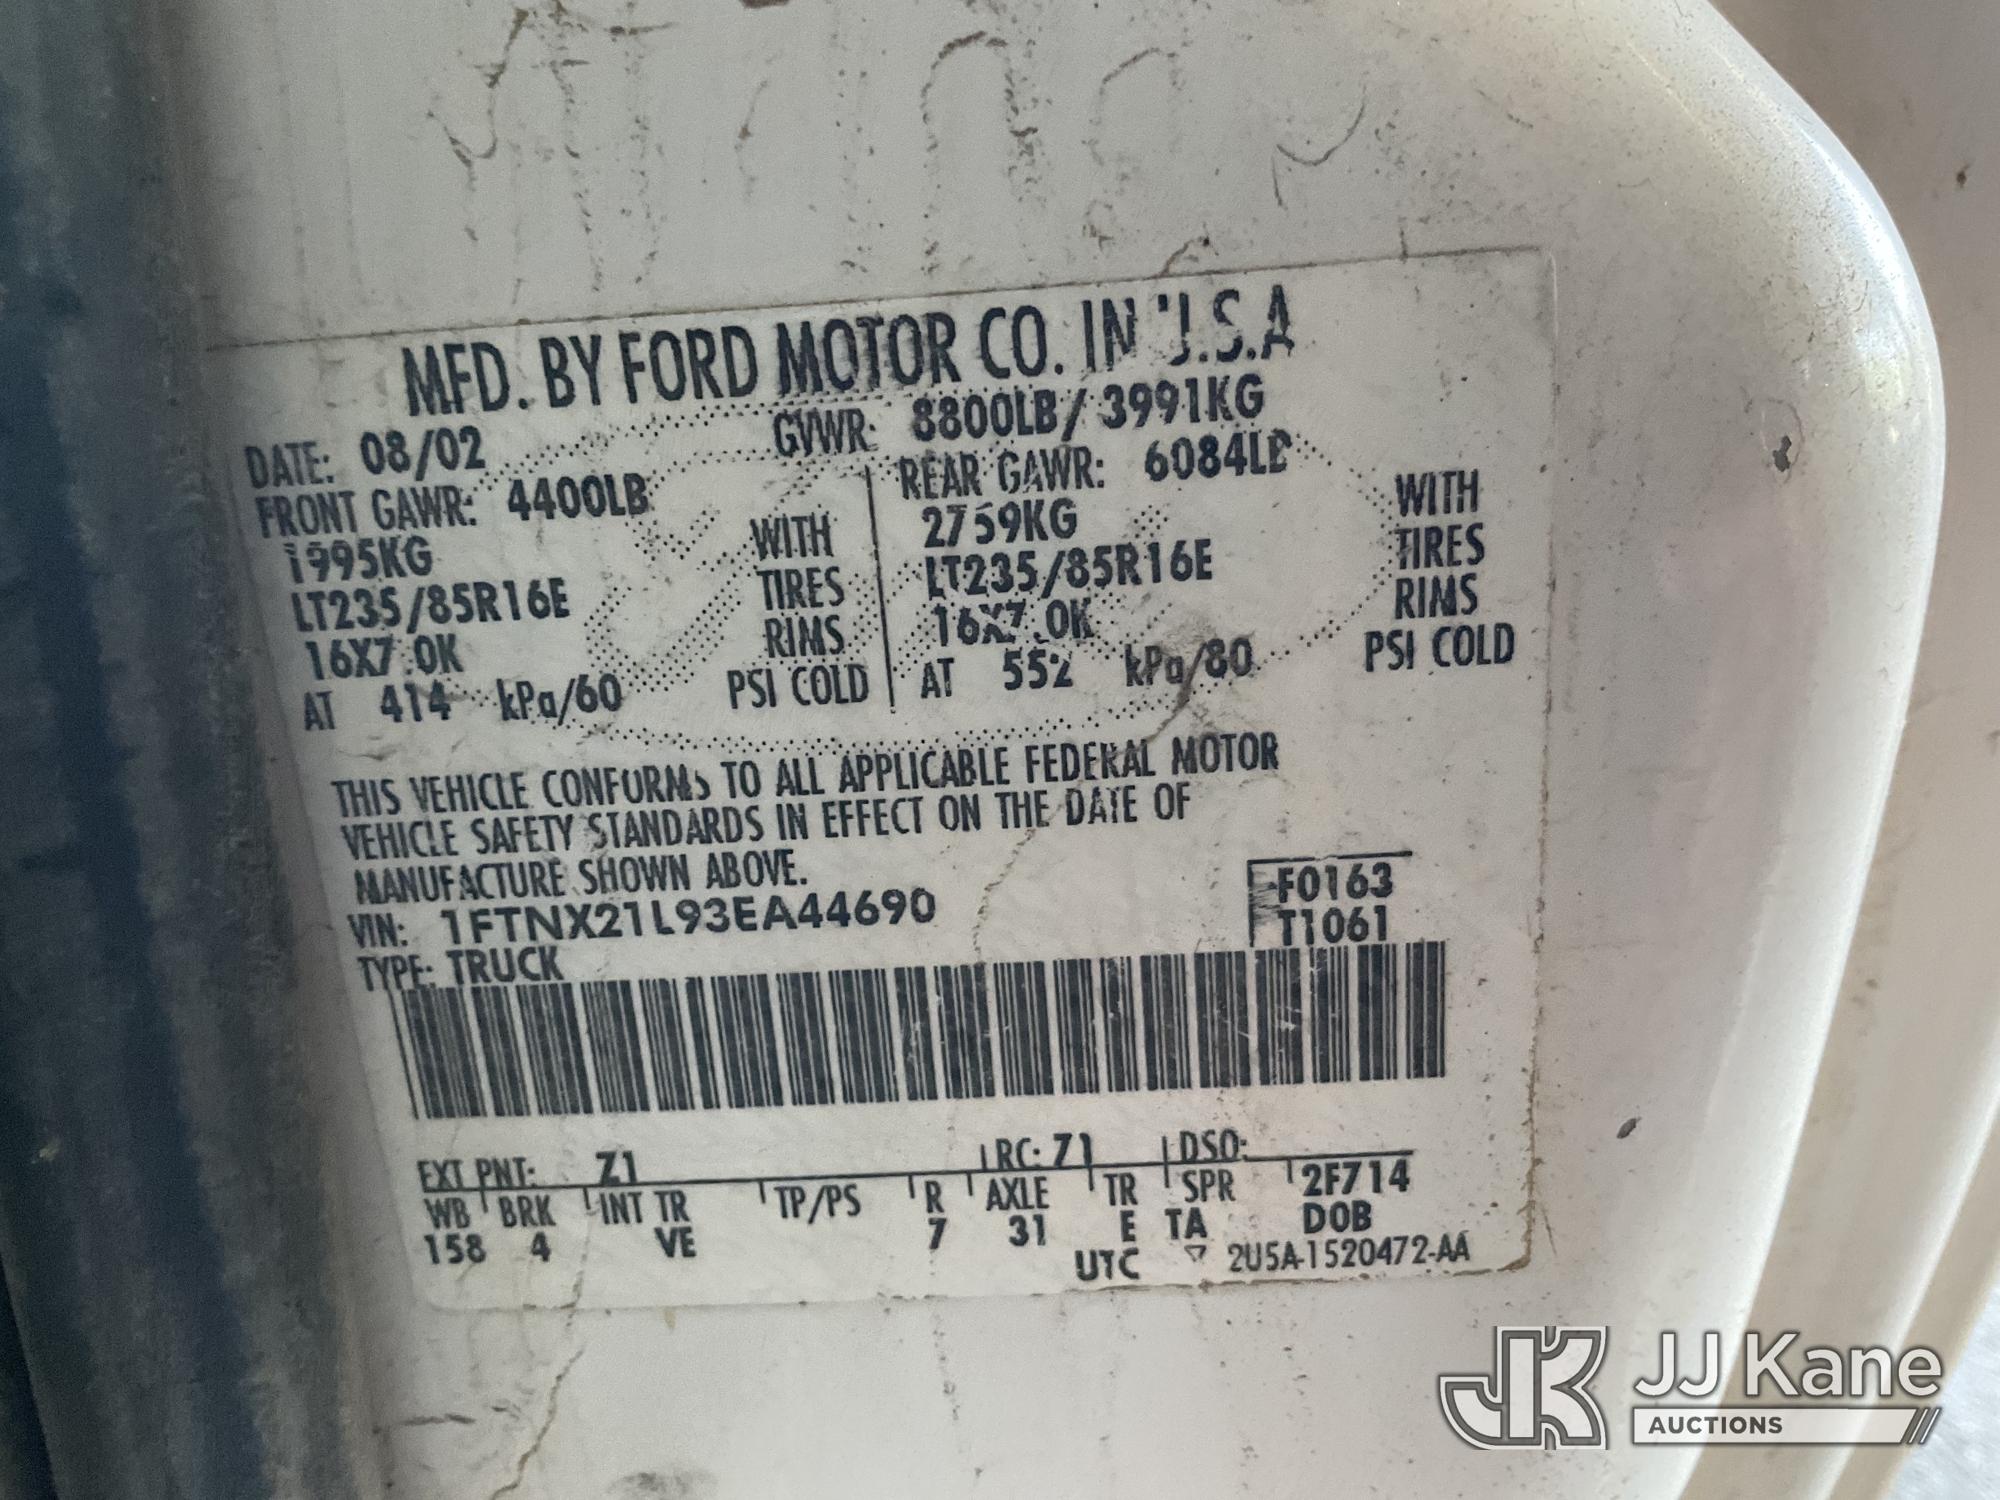 MFD. BY FORD MOTOR CO. IN U.S.A
DATE: 08/02 GVWR: 8800LB/ 3991KG
FRONT GAWR: 4400LB REAR GAWR: 6084LB
1995KG WITH 2759KG WITH
LT235/85R16E TIRES LT235/85R16E TIRES
16X7.0K RIMS 16X7.0K RIMS
AT 414 kPa/60 PSI COLD AT 552 kPa/80 PSI COLD
THIS VEHICLE CONFORMS TO ALL APPLICABLE FEDERAL MOTOR
VEHICLE SAFETY STANDARDS IN EFFECT ON THE DATE OF
MANUFACTURE SHOWN ABOVE.
VIN: 1FTNX21L93EA44690 F0163
TYPE: TRUCK T1061
EXT PNT: Z1 RC: 71 DSO:
WB BRK INT TR TP/PS R AXLE TR SPR 2F714
158 4 VE 7 31 E TA DOB
UTC ▽ 2U5A-1520472-AA
JK JJ Kane
AUCTIONS